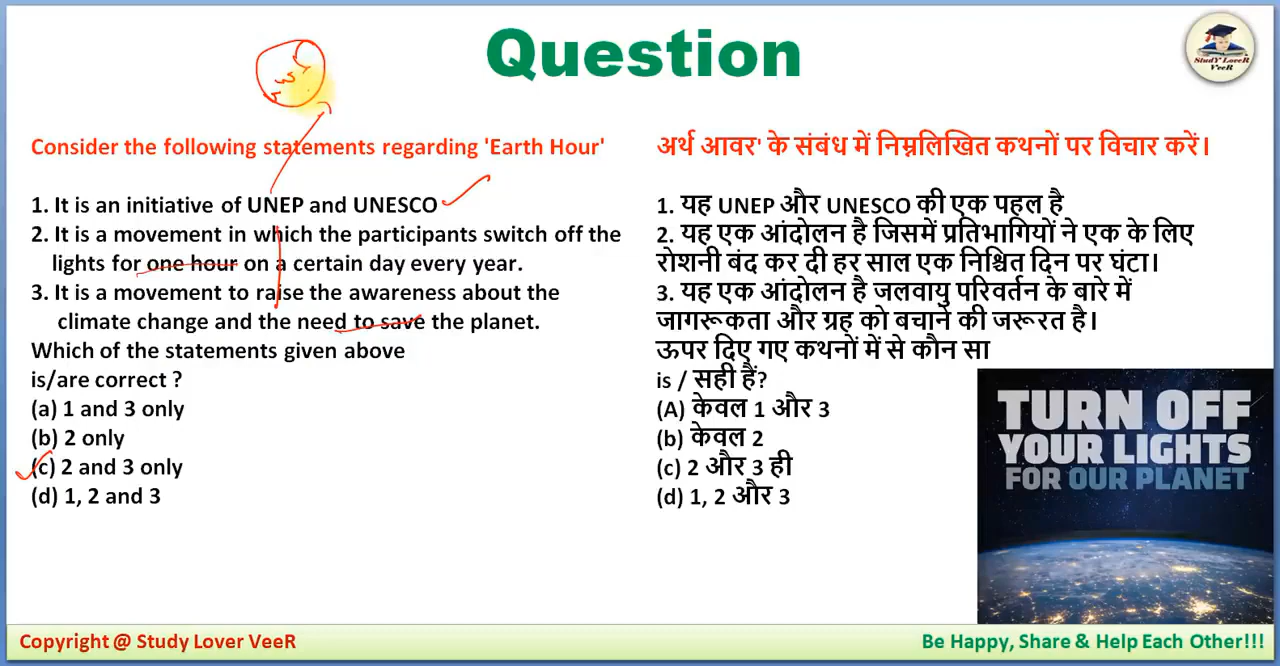 Question
StudY LoveR
VeeR
Consider the following statements regarding 'Earth Hour'
1. It is an initiative of UNEP and UNESCO
2. It is a movement in which the participants switch off the
lights for one hour on a certain day every year.
3. It is a movement to raise the awareness about the
climate change and the need to save the planet.
Which of the statements given above
is/are correct ?
(a) 1 and 3 only
(b) 2 only
(c) 2 and 3 only
(d) 1, 2 and 3
अर्थ आवर' के संबंध में निम्नलिखित कथनों पर विचार करें।
1. यह UNEP और UNESCO की एक पहल है
2. यह एक आंदोलन है जिसमें प्रतिभागियों ने एक के लिए
रोशनी बंद कर दी हर साल एक निश्चित दिन पर घंटा।
3. यह एक आंदोलन है जलवायु परिवर्तन के बारे में
जागरूकता और ग्रह को बचाने की जरूरत है।
ऊपर दिए गए कथनों में से कौन सा
is / सही हैं?
(A) केवल 1 और 3
(b) केवल 2
(c) 2 और 3 ही
(d) 1, 2 और 3
TURN OFF
YOUR LIGHTS
FOR OUR PLANET
Copyright @ Study Lover VeeR
Be Happy, Share & Help Each Other!!!